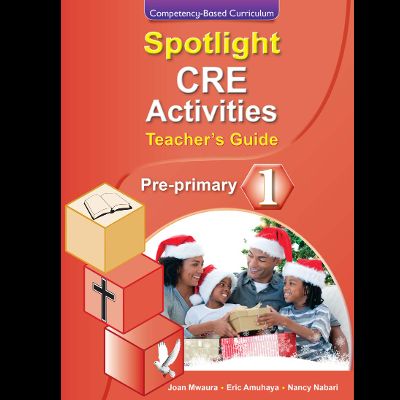 Competency-Based Curriculum
Spotlight
CRE
Activities
Teacher's Guide
Pre-primary 1
Joan Mwaura • Eric Amuhaya • Nancy Nabari